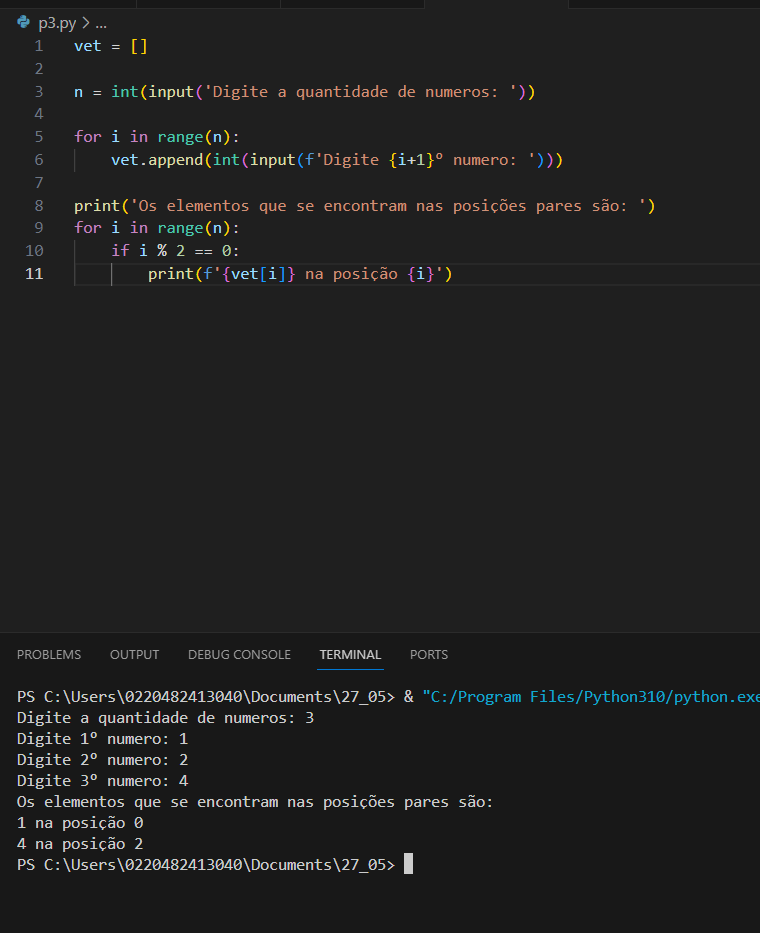 p3.py > ...
1 vet = []
2
3 n = int(input('Digite a quantidade de numeros: '))
4
5 for i in range(n):
6     vet.append(int(input(f'Digite {i+1}º numero: ')))
7
8 print('Os elementos que se encontram nas posições pares são: ')
9 for i in range(n):
10     if i % 2 == 0:
11         print(f'{vet[i]} na posição {i}')
PROBLEMS OUTPUT DEBUG CONSOLE TERMINAL PORTS
PS C:\Users\0220482413040\Documents\27_05> & "C:/Program Files/Python310/python.exe
Digite a quantidade de numeros: 3
Digite 1º numero: 1
Digite 2º numero: 2
Digite 3º numero: 4
Os elementos que se encontram nas posições pares são:
1 na posição 0
4 na posição 2
PS C:\Users\0220482413040\Documents\27_05>